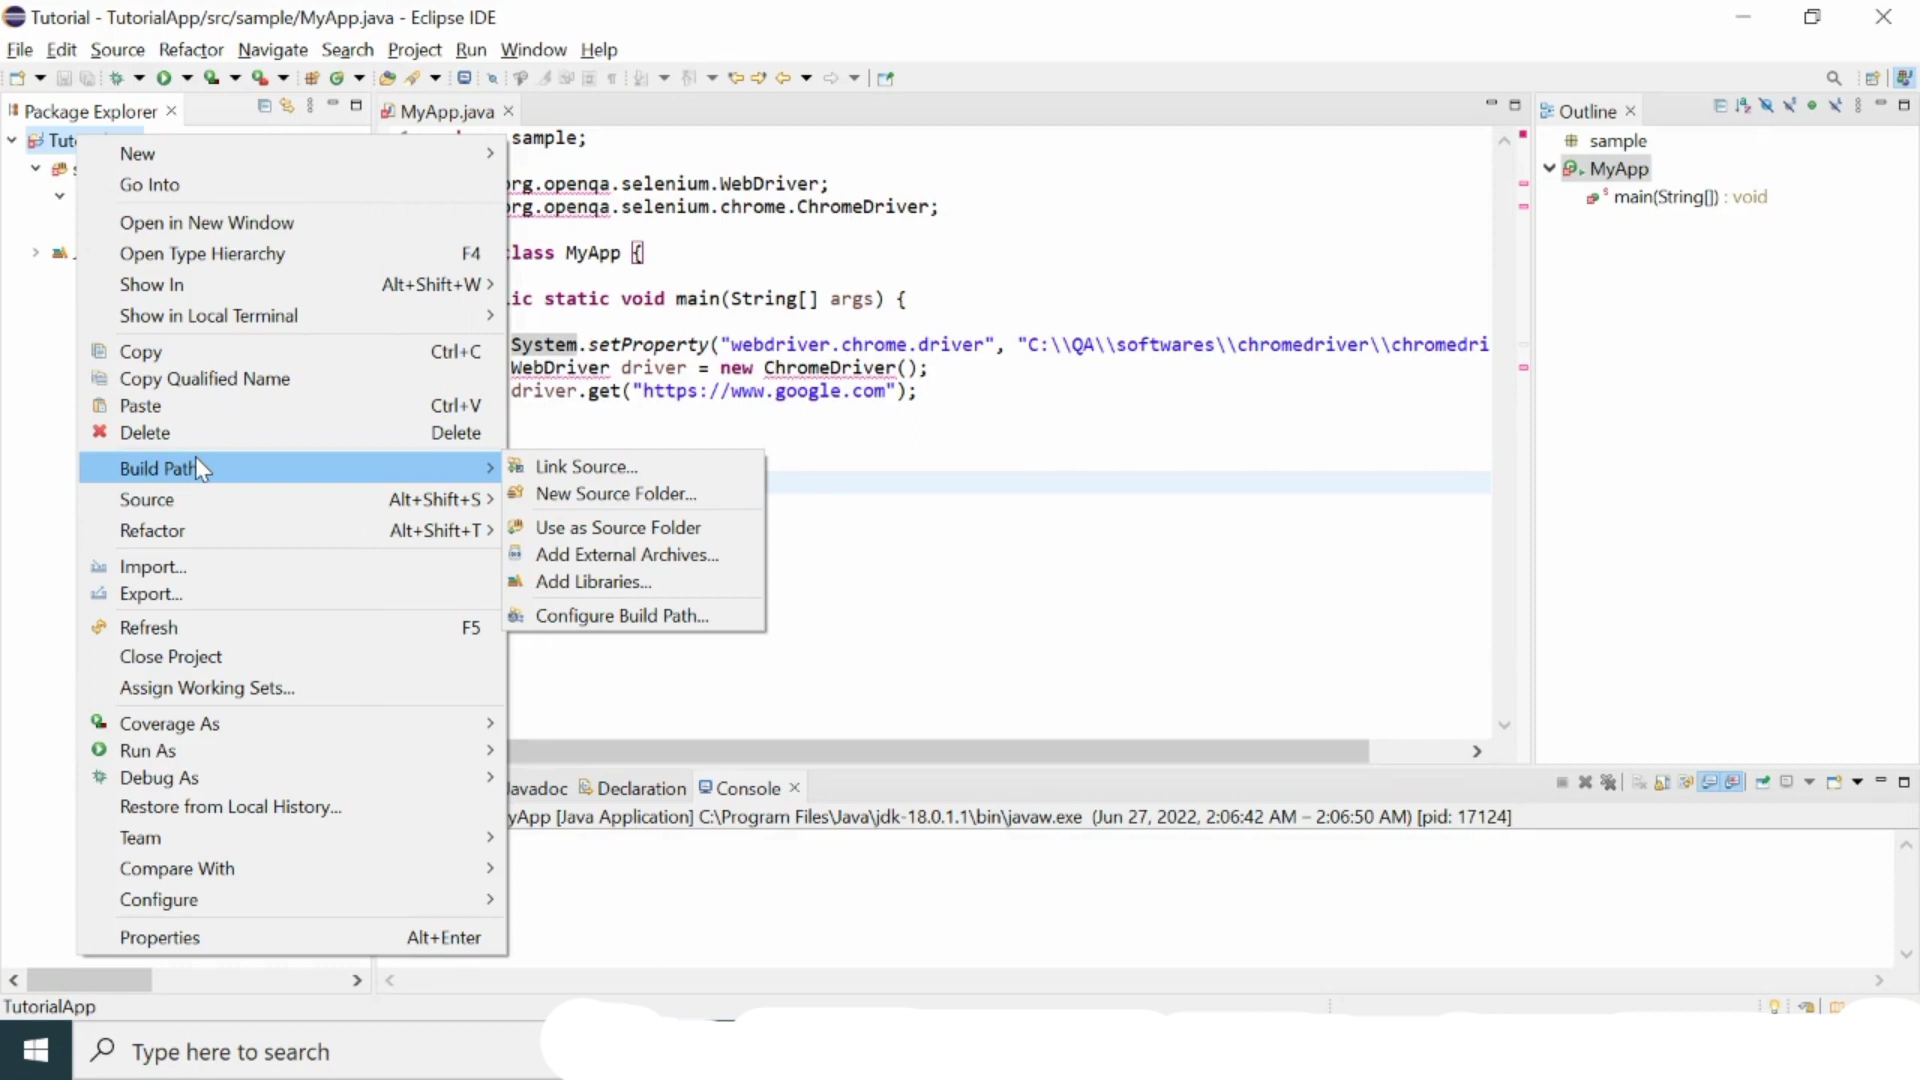 Tutorial - TutorialApp/src/sample/MyApp.java - Eclipse IDE
File Edit Source Refactor Navigate Search Project Run Window Help
Package Explorer
MyApp.java
Outline
sample;
org.openqa.selenium.WebDriver;
org.openqa.selenium.chrome.ChromeDriver;
class MyApp {
ic static void main(String[] args) {
System.setProperty("webdriver.chrome.driver", "C:\\QA\\softwares\\chromedriver\\chromedri
WebDriver driver = new ChromeDriver();
driver.get("https://www.google.com");
sample
MyApp
main(String[]) : void
Tut
New
Go Into
Open in New Window
Open Type Hierarchy F4
Show In Alt+Shift+W
Show in Local Terminal
Copy Ctrl+C
Copy Qualified Name
Paste Ctrl+V
Delete Delete
Build Path
Source Alt+Shift+S
Refactor Alt+Shift+T
Import...
Export...
Refresh F5
Close Project
Assign Working Sets...
Coverage As
Run As
Debug As
Restore from Local History...
Team
Compare With
Configure
Properties Alt+Enter
Link Source...
New Source Folder...
Use as Source Folder
Add External Archives...
Add Libraries...
Configure Build Path...
Javadoc Declaration Console
yApp [Java Application] C:\Program Files\Java\jdk-18.0.1.1\bin\javaw.exe (Jun 27, 2022, 2:06:42 AM – 2:06:50 AM) [pid: 17124]
TutorialApp
Type here to search